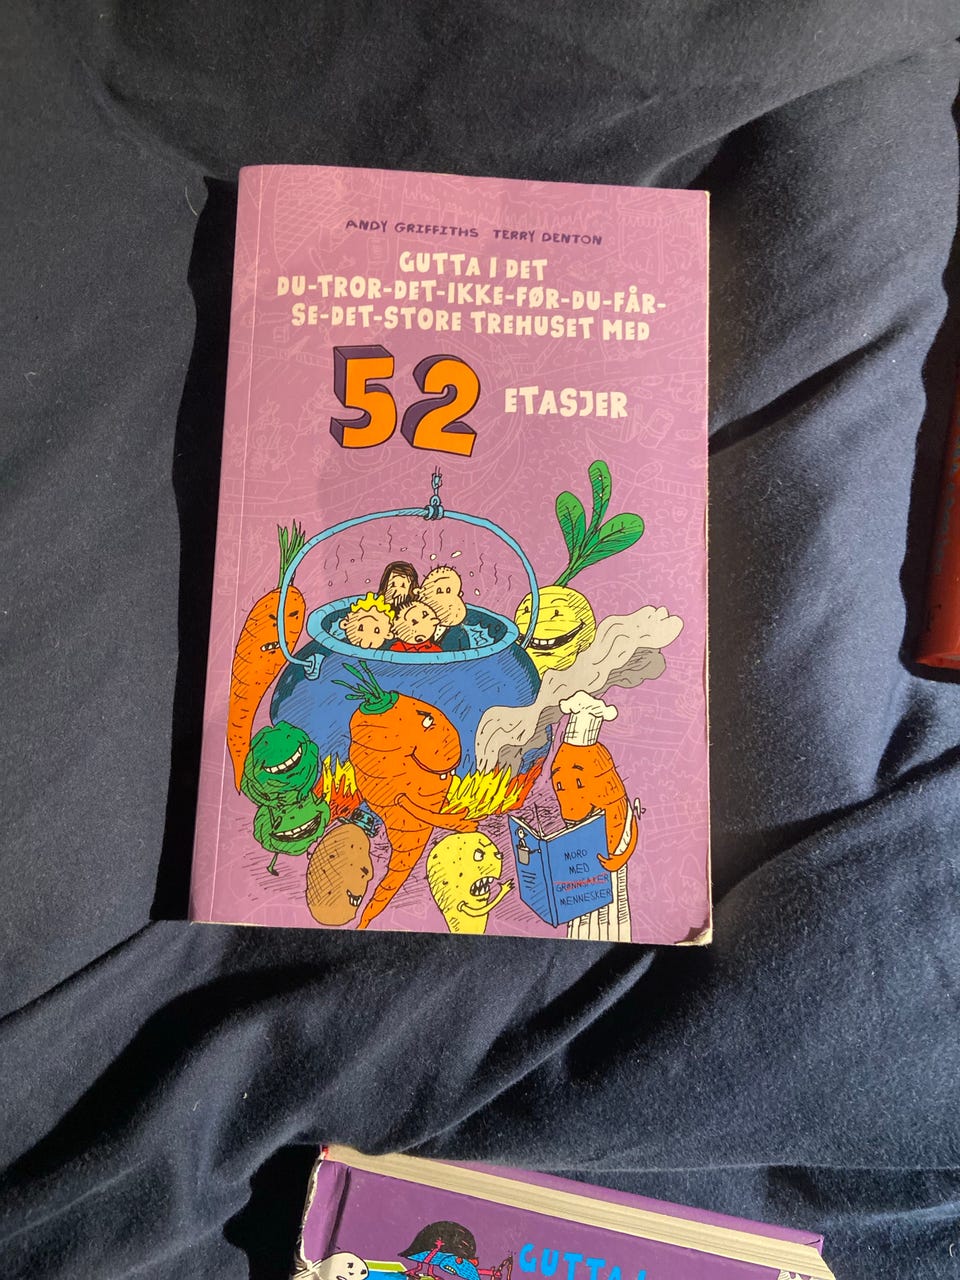 ANDY GRIFFITHS TERRY DENTON
GUTTA I DET
DU-TROR-DET-IKKE-FØR-DU-FÅR-
SE-DET-STORE TREHUSET MED
52 ETASJER
MORO
MED
GRØNNSAKER
MENNESKER
GUTTA I